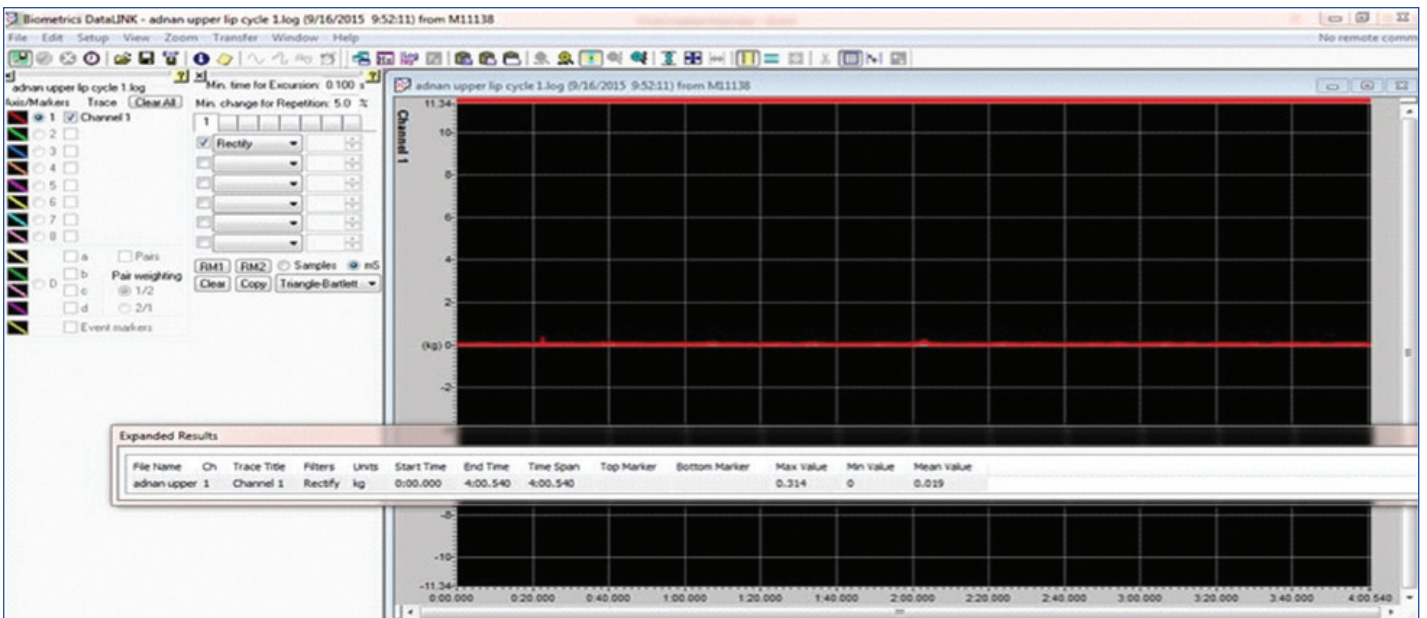 Biometrics DataLINK - adnan upper lip cycle 1.log (9/16/2015 9:52:11) from M11138
File Edit Setup View Zoom Transfer Window Help
No remote comm
adnan upper lip cycle 1.log
Axis/Markers Trace Clear All
1 Channel 1
2
3
4
5
6
7
8
a Pairs
b Pair weighting
D
c 1/2
d 2/1
Event markers
Min. time for Excursion: 0.100 s
Min. change for Repetition: 5.0 %
1
Rectify
RM1 RM2 Samples mS
Clear Copy Triangle-Bartlett
adnan upper lip cycle 1.log (9/16/2015 9:52:11) from M11138
Channel 1
11.34
10
8
6
4
2
(kg) 0
-2
Expanded Results
File Name Ch Trace Title Filters Units Start Time End Time Time Span Top Marker Bottom Marker Max Value Min Value Mean Value
adnan upper 1 Channel 1 Rectify kg 0:00.000 4:00.540 4:00.540 0.314 0 0.019
-8
-10
-11.34
0:00.000 0:20.000 0:40.000 1:00.000 1:20.000 1:40.000 2:00.000 2:20.000 2:40.000 3:00.000 3:20.000 3:40.000 4:00.540